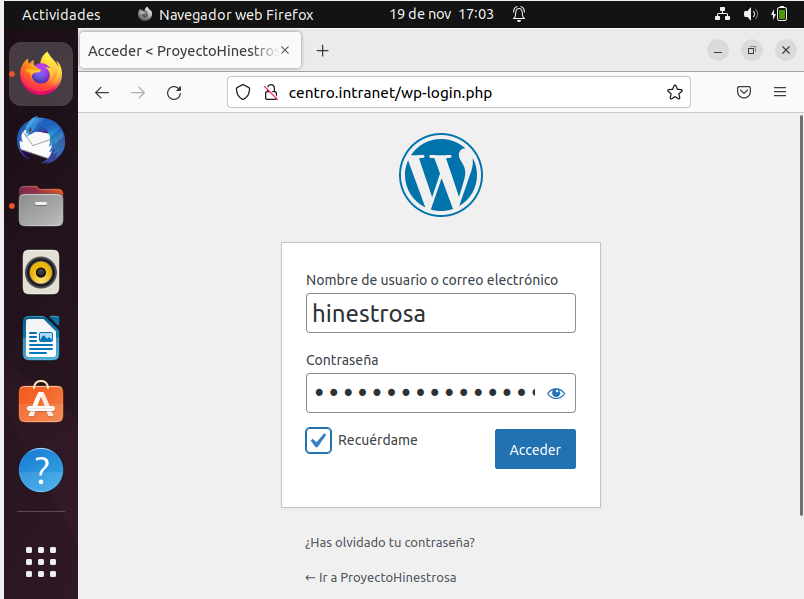 Actividades Navegador web Firefox 19 de nov 17:03
Acceder < ProyectoHinestros
centro.intranet/wp-login.php
Nombre de usuario o correo electrónico
hinestrosa
Contraseña
Recuérdame Acceder
¿Has olvidado tu contraseña?
← Ir a ProyectoHinestrosa